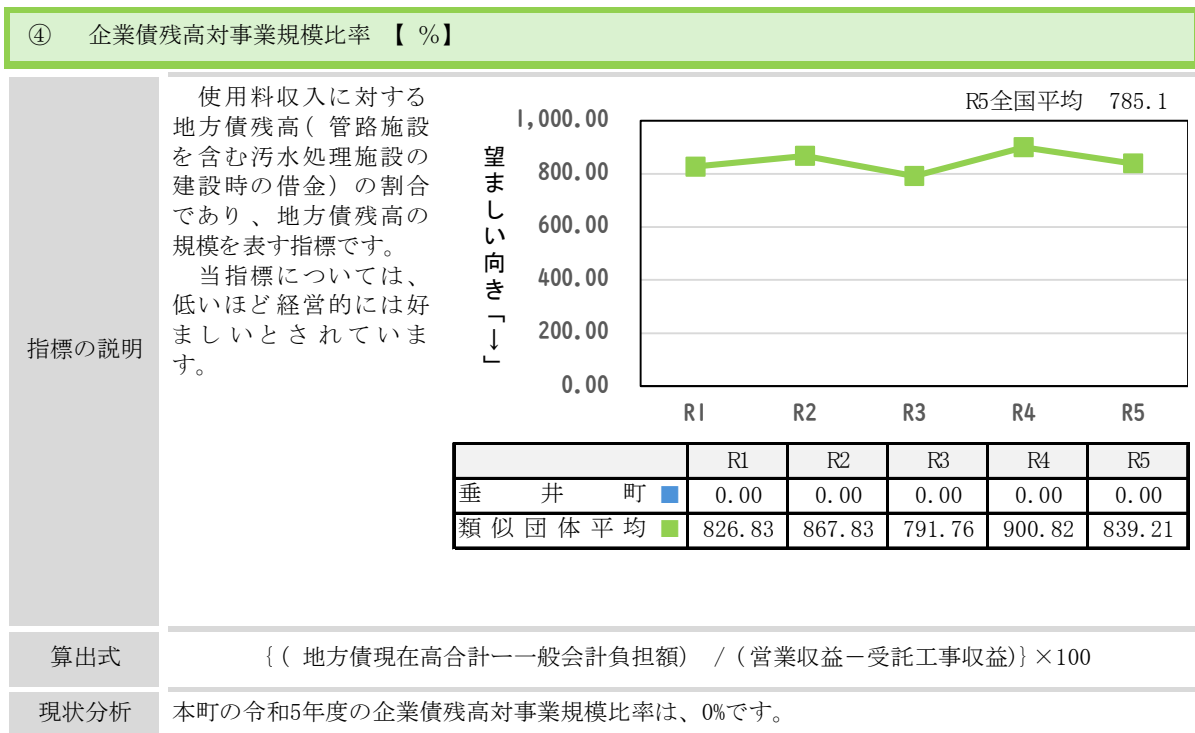 ④ 企業債残高対事業規模比率 【 %】
指標の説明
使用料収入に対する
地方債残高( 管路施設
を含む汚水処理施設の
建設時の借金) の割合
であり、地方債残高の
規模を表す指標です。
当指標については、
低いほど経営的には好
ましいとされていま
す。
R5全国平均 785.1
望ましい向き「↓」
1,000.00
800.00
600.00
400.00
200.00
0.00
R1 R2 R3 R4 R5
R1 R2 R3 R4 R5
垂井町 ■ 0.00 0.00 0.00 0.00 0.00
類似団体平均 ■ 826.83 867.83 791.76 900.82 839.21
算出式
{( 地方債現在高合計ー一般会計負担額) /(営業収益－受託工事収益)}×100
現状分析
本町の令和5年度の企業債残高対事業規模比率は、0%です。